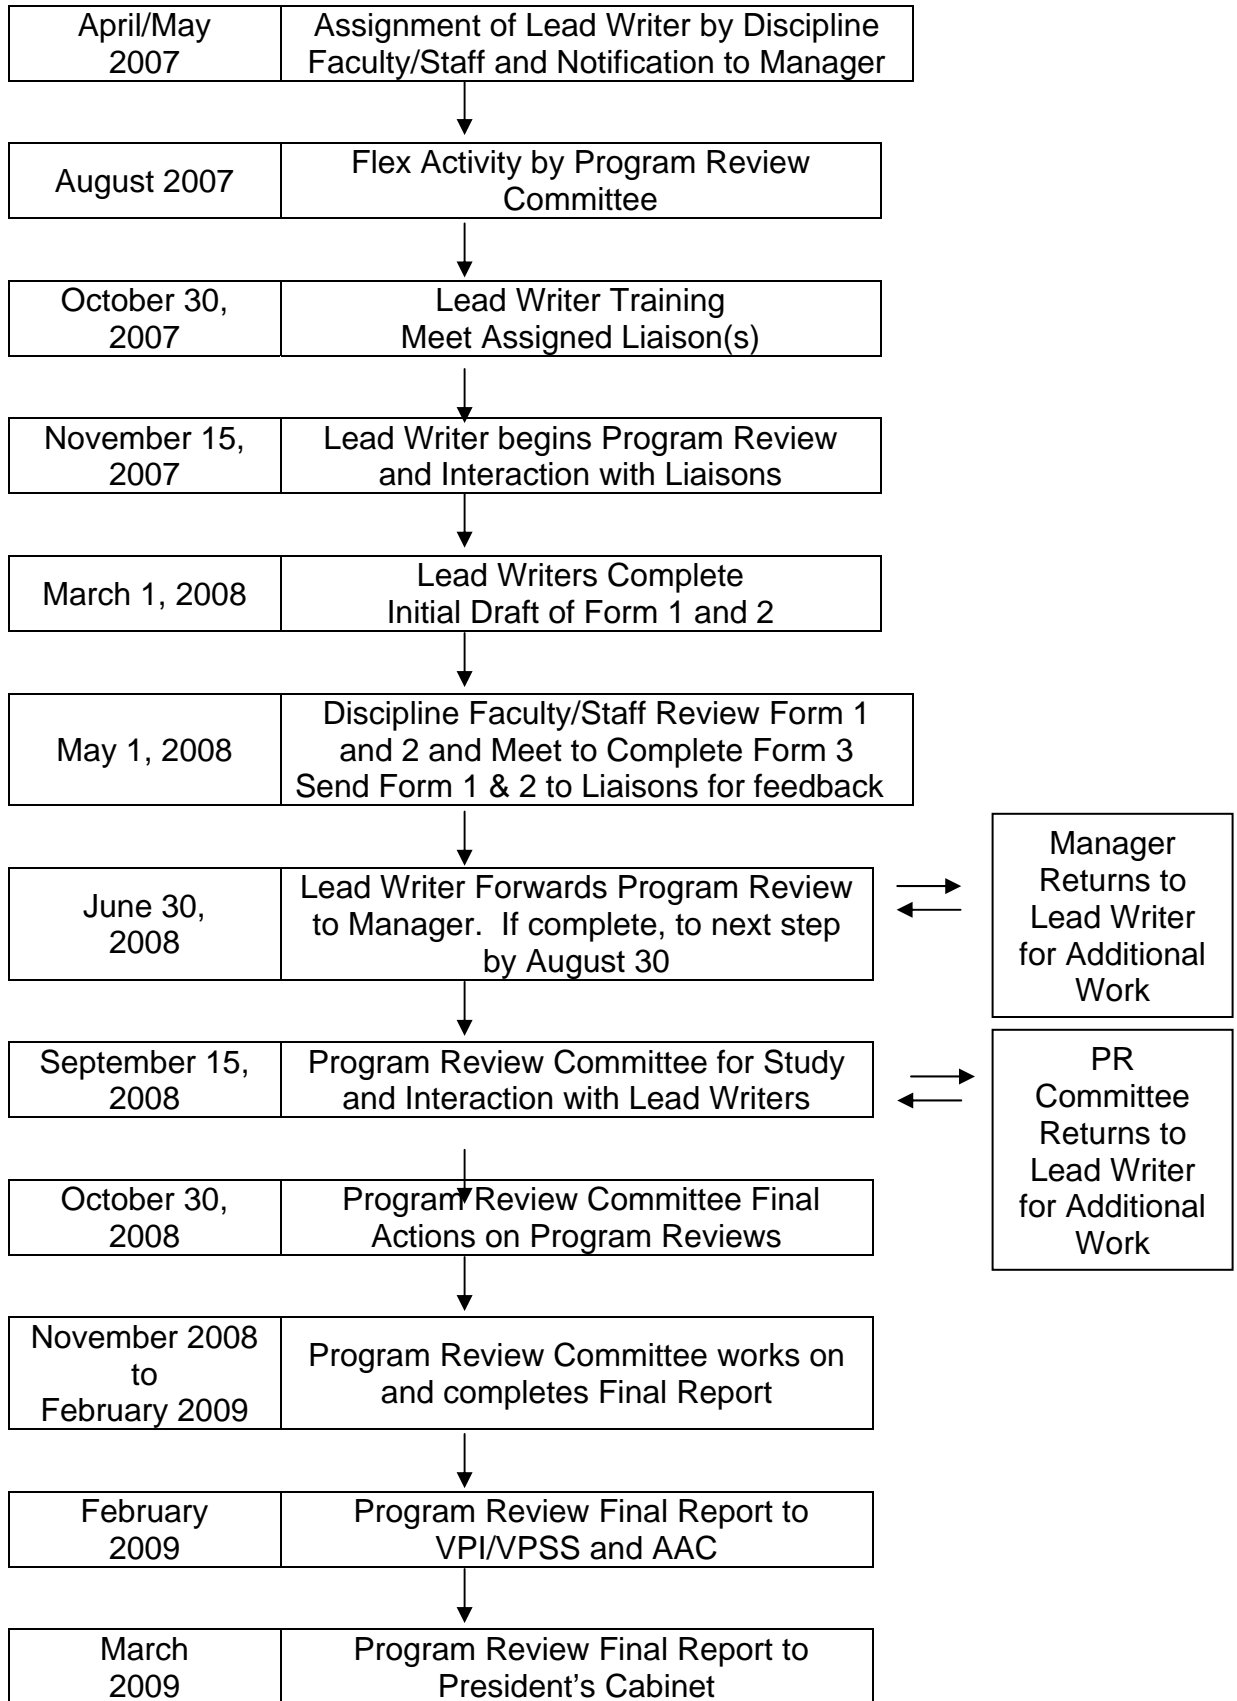 April/May
2007
Assignment of Lead Writer by Discipline
Faculty/Staff and Notification to Manager
August 2007
Flex Activity by Program Review
Committee
October 30,
2007
Lead Writer Training
Meet Assigned Liaison(s)
November 15,
2007
Lead Writer begins Program Review
and Interaction with Liaisons
March 1, 2008
Lead Writers Complete
Initial Draft of Form 1 and 2
May 1, 2008
Discipline Faculty/Staff Review Form 1
and 2 and Meet to Complete Form 3
Send Form 1 & 2 to Liaisons for feedback
June 30,
2008
Lead Writer Forwards Program Review
to Manager.  If complete, to next step
by August 30
Manager
Returns to
Lead Writer
for Additional
Work
September 15,
2008
Program Review Committee for Study
and Interaction with Lead Writers
PR
Committee
Returns to
Lead Writer
for Additional
Work
October 30,
2008
Program Review Committee Final
Actions on Program Reviews
November 2008
to
February 2009
Program Review Committee works on
and completes Final Report
February
2009
Program Review Final Report to
VPI/VPSS and AAC
March
2009
Program Review Final Report to
President’s Cabinet